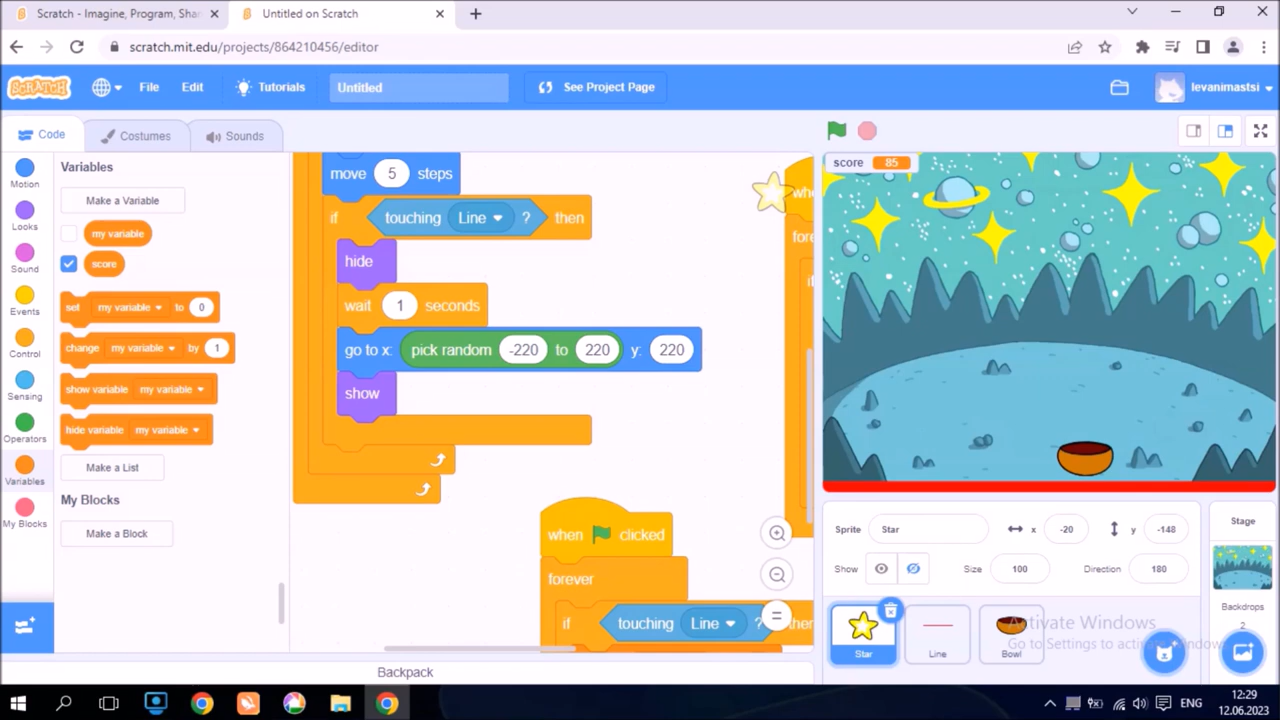 Scratch - Imagine, Program, Shar
Untitled on Scratch
scratch.mit.edu/projects/864210456/editor
SCRATCH
File
Edit
Tutorials
Untitled
See Project Page
levanimastsi
Code
Costumes
Sounds
Motion
Looks
Sound
Events
Control
Sensing
Operators
Variables
My Blocks
Variables
Make a Variable
my variable
score
set my variable to 0
change my variable by 1
show variable my variable
hide variable my variable
Make a List
My Blocks
Make a Block
move 5 steps
if touching Line ? then
hide
wait 1 seconds
go to x: pick random -220 to 220 y: 220
show
when clicked
forever
if touching Line ? then
score 85
Sprite Star x -20 y -148
Show Size 100 Direction 180
Star
Line
Bowl
Stage
Backdrops
2
Activate Windows
Go to Settings to activate Windows.
Backpack
ENG
12:29
12.06.2023